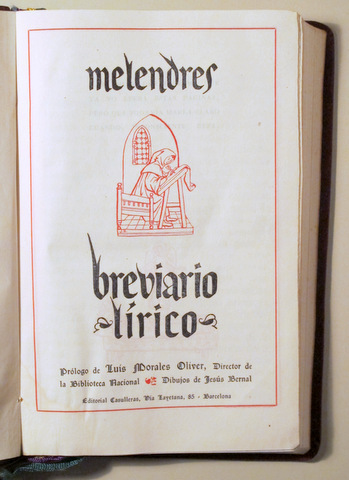 melendres
breviario
lírico
Prólogo de Luis Morales Oliver, Director de
la Biblioteca Nacional Dibujos de Jesús Bernal
Editorial Casulleras, Via Layetana, 85 - Barcelona